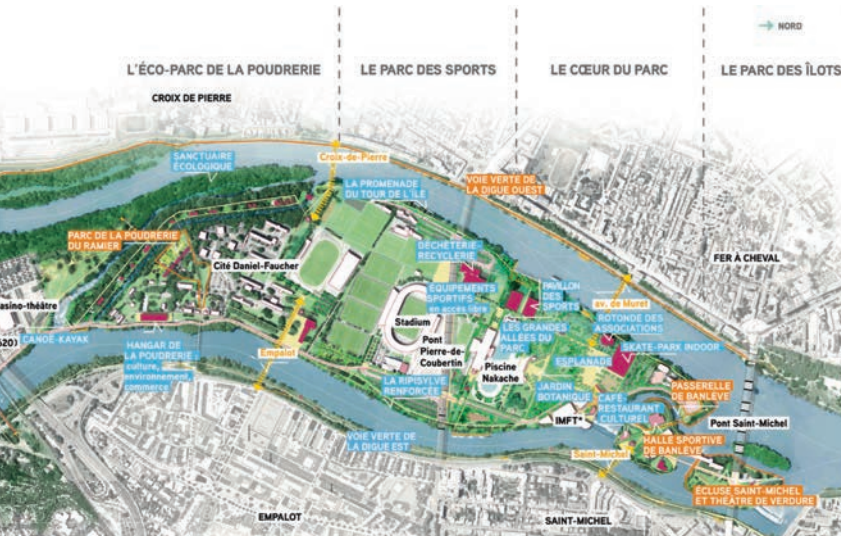 NORD
L'ÉCO-PARC DE LA POUDRERIE
LE PARC DES SPORTS
LE CŒUR DU PARC
LE PARC DES ÎLOTS
CROIX DE PIERRE
SANCTUAIRE
ÉCOLOGIQUE
Croix-de-Pierre
LA PROMENADE
DU TOUR DE L'ÎLE
VOIE VERTE DE
LA DIGUE OUEST
PARC DE LA POUDRERIE
DU RAMIER
Cité Daniel-Faucher
DÉCHÈTERIE -
RECYCLERIE
FER À CHEVAL
ÉQUIPEMENTS
SPORTIFS
en accès libre
PAVILLON
DES
SPORTS
av. de Muret
asino-théâtre
ROTONDE DES
ASSOCIATIONS
Stadium
LES GRANDES
ALLÉES DU
PARC
SKATE-PARK INDOOR
620)
CANOË-KAYAK
HANGAR DE
LA POUDRERIE :
culture,
environnement,
commerce
Empalot
Pont
Pierre-de-
Coubertin
Piscine
Nakache
ESPLANADE
LA RIPISYLVE
RENFORCÉE
JARDIN
BOTANIQUE
CAFÉ-
RESTAURANT
CULTUREL
PASSERELLE
DE BANLÈVE
IMFT*
Pont Saint-Michel
VOIE VERTE DE
LA DIGUE EST
HALLE SPORTIVE
DE BANLÈVE
Saint-Michel
ÉCLUSE SAINT-MICHEL
ET THÉÂTRE DE VERDURE
EMPALOT
SAINT-MICHEL